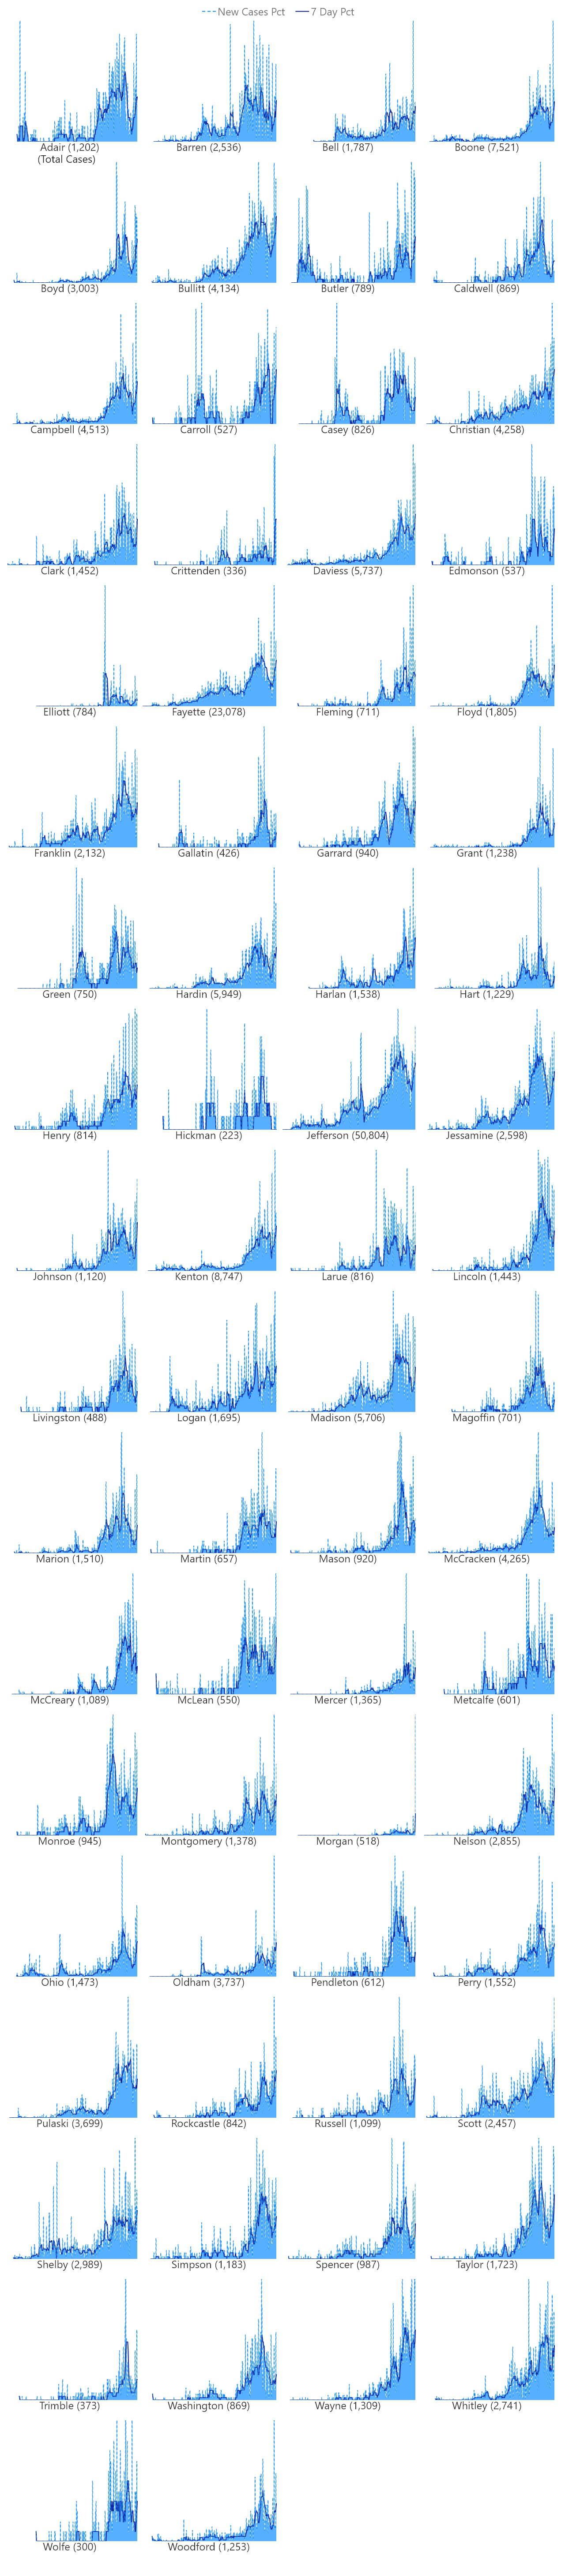 New Cases Pct 7 Day Pct
Adair (1,202) Barren (2,536) Bell (1,787) Boone (7,521)
(Total Cases)
Boyd (3,003) Bullitt (4,134) Butler (789) Caldwell (869)
Campbell (4,513) Carroll (527) Casey (826) Christian (4,258)
Clark (1,452) Crittenden (336) Daviess (5,737) Edmonson (537)
Elliott (784) Fayette (23,078) Fleming (711) Floyd (1,805)
Franklin (2,132) Gallatin (426) Garrard (940) Grant (1,238)
Green (750) Hardin (5,949) Harlan (1,538) Hart (1,229)
Henry (814) Hickman (223) Jefferson (50,804) Jessamine (2,598)
Johnson (1,120) Kenton (8,747) Larue (816) Lincoln (1,443)
Livingston (488) Logan (1,695) Madison (5,706) Magoffin (701)
Marion (1,510) Martin (657) Mason (920) McCracken (4,265)
McCreary (1,089) McLean (550) Mercer (1,365) Metcalfe (601)
Monroe (945) Montgomery (1,378) Morgan (518) Nelson (2,855)
Ohio (1,473) Oldham (3,737) Pendleton (612) Perry (1,552)
Pulaski (3,699) Rockcastle (842) Russell (1,099) Scott (2,457)
Shelby (2,989) Simpson (1,183) Spencer (987) Taylor (1,723)
Trimble (373) Washington (869) Wayne (1,309) Whitley (2,741)
Wolfe (300) Woodford (1,253)